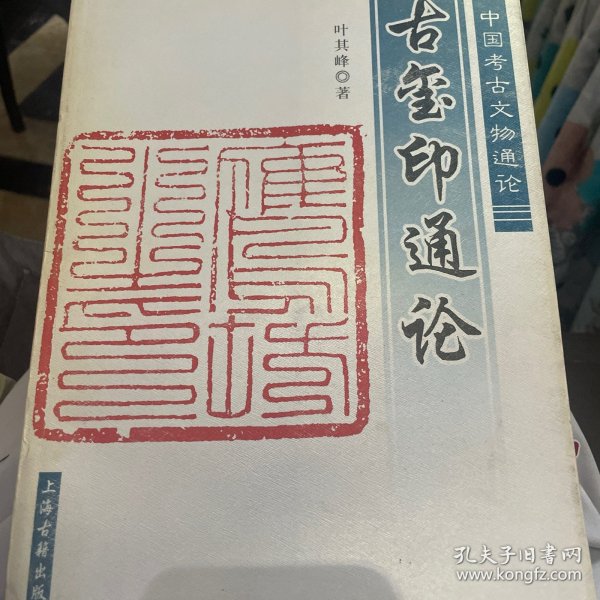 中国考古文物通论
古玺印通论
叶其峰◎著
上海古籍出版
孔夫子旧书网
www.kongfz.com